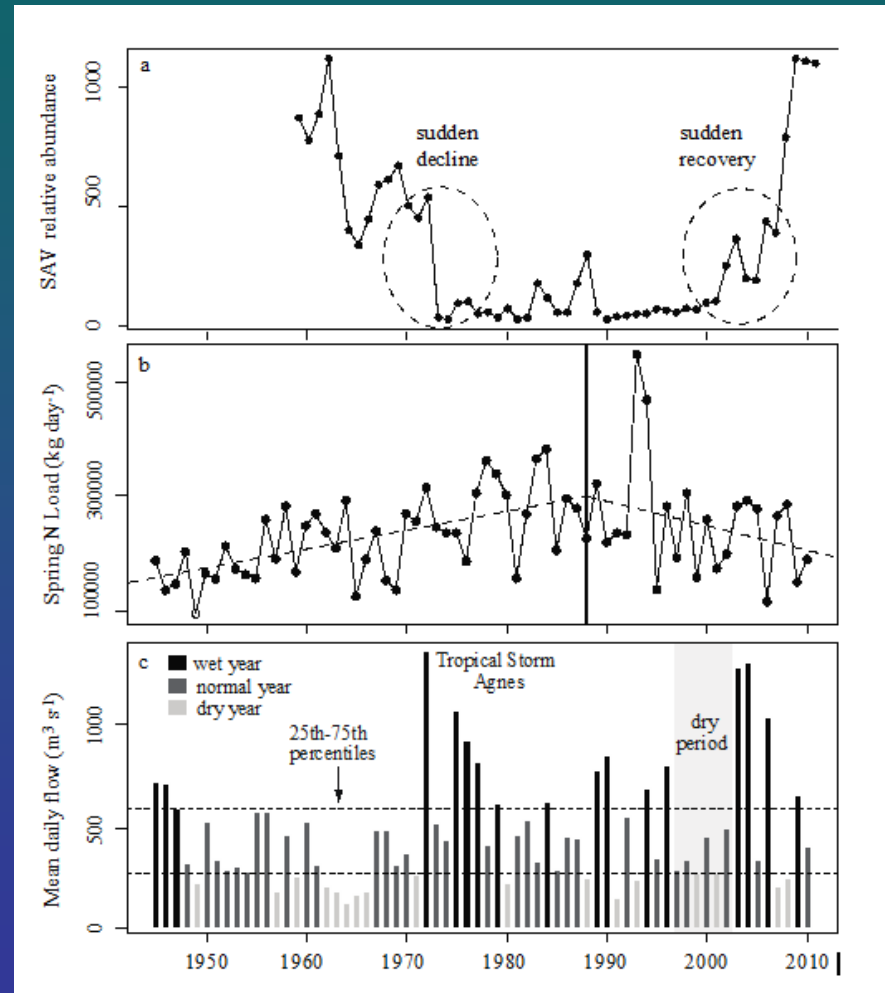 a
sudden
decline
sudden
recovery
SAV relative abundance
0
500
1000
b
Spring N Load (kg day-1)
100000
300000
500000
c
wet year
normal year
dry year
25th-75th
percentiles
Tropical Storm
Agnes
dry
period
Mean daily flow (m3 s-1)
0
500
1000
1950
1960
1970
1980
1990
2000
2010